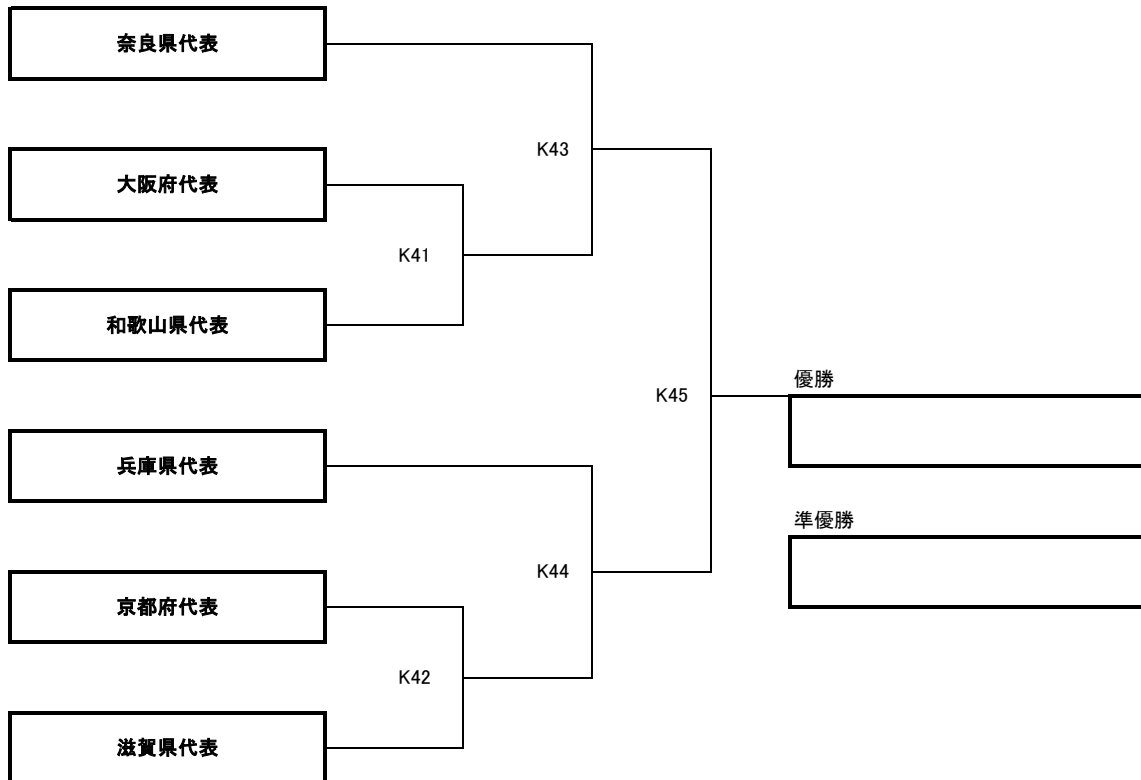 奈良県代表
K43
大阪府代表
K41
和歌山県代表
優勝
K45
兵庫県代表
準優勝
K44
京都府代表
K42
滋賀県代表